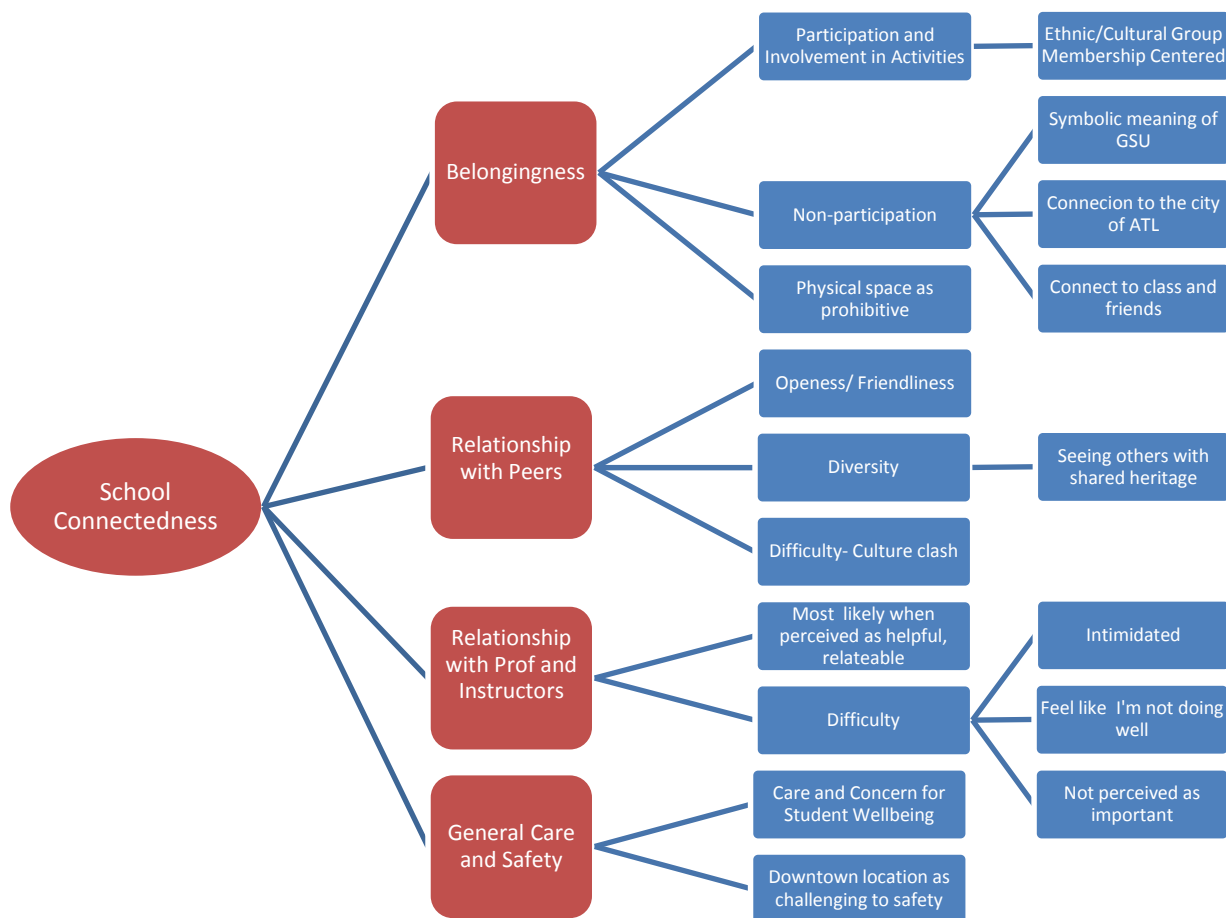 School
Connectedness
Belongingness
Participation and
Involvement in Activities
Ethnic/Cultural Group
Membership Centered
Non-participation
Symbolic meaning of
GSU
Connecion to the city
of ATL
Connect to class and
friends
Physical space as
prohibitive
Relationship
with Peers
Openess/ Friendliness
Diversity
Seeing others with
shared heritage
Difficulty- Culture clash
Relationship
with Prof and
Instructors
Most likely when
perceived as helpful,
relateable
Difficulty
Intimidated
Feel like I'm not doing
well
Not perceived as
important
General Care
and Safety
Care and Concern for
Student Wellbeing
Downtown location as
challenging to safety